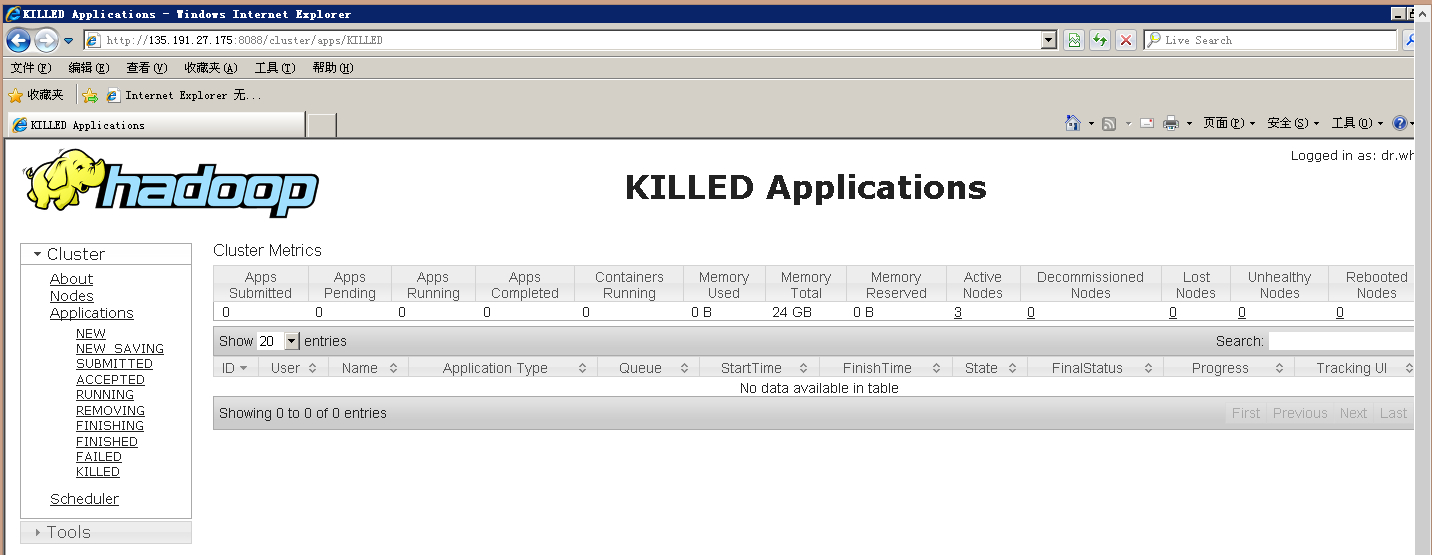 KILLED Applications - Windows Internet Explorer
http://135.191.27.175:8088/cluster/apps/KILLED
Live Search
文件(F) 编辑(E) 查看(V) 收藏夹(A) 工具(T) 帮助(H)
收藏夹 Internet Explorer 无...
KILLED Applications
页面(P) 安全(S) 工具(O)
Logged in as: dr.wh
hadoop
KILLED Applications
Cluster
About
Nodes
Applications
NEW
NEW_SAVING
SUBMITTED
ACCEPTED
RUNNING
REMOVING
FINISHING
FINISHED
FAILED
KILLED
Scheduler
Tools
Cluster Metrics
Apps Submitted Apps Pending Apps Running Apps Completed Containers Running Memory Used Memory Total Memory Reserved Active Nodes Decommissioned Nodes Lost Nodes Unhealthy Nodes Rebooted Nodes
0 0 0 0 0 0 B 24 GB 0 B 3 0 0 0 0
Show 20 entries Search:
ID User Name Application Type Queue StartTime FinishTime State FinalStatus Progress Tracking UI
No data available in table
Showing 0 to 0 of 0 entries First Previous Next Last